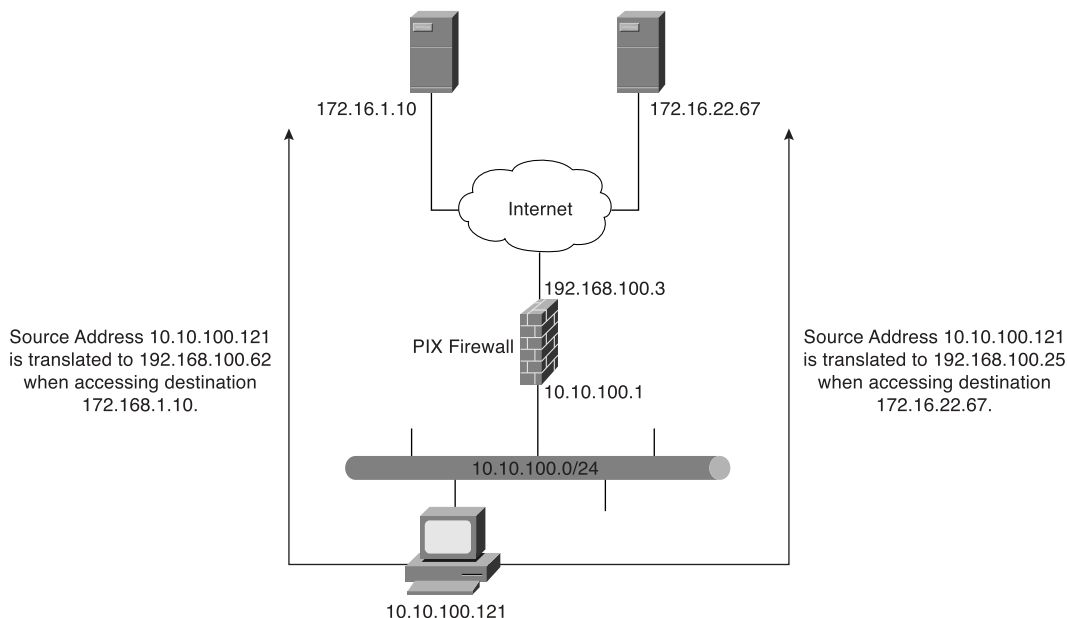 172.16.1.10
172.16.22.67
Internet
192.168.100.3
Source Address 10.10.100.121
is translated to 192.168.100.62
when accessing destination
172.168.1.10.
PIX Firewall
Source Address 10.10.100.121
is translated to 192.168.100.25
when accessing destination
172.16.22.67.
10.10.100.1
10.10.100.0/24
10.10.100.121